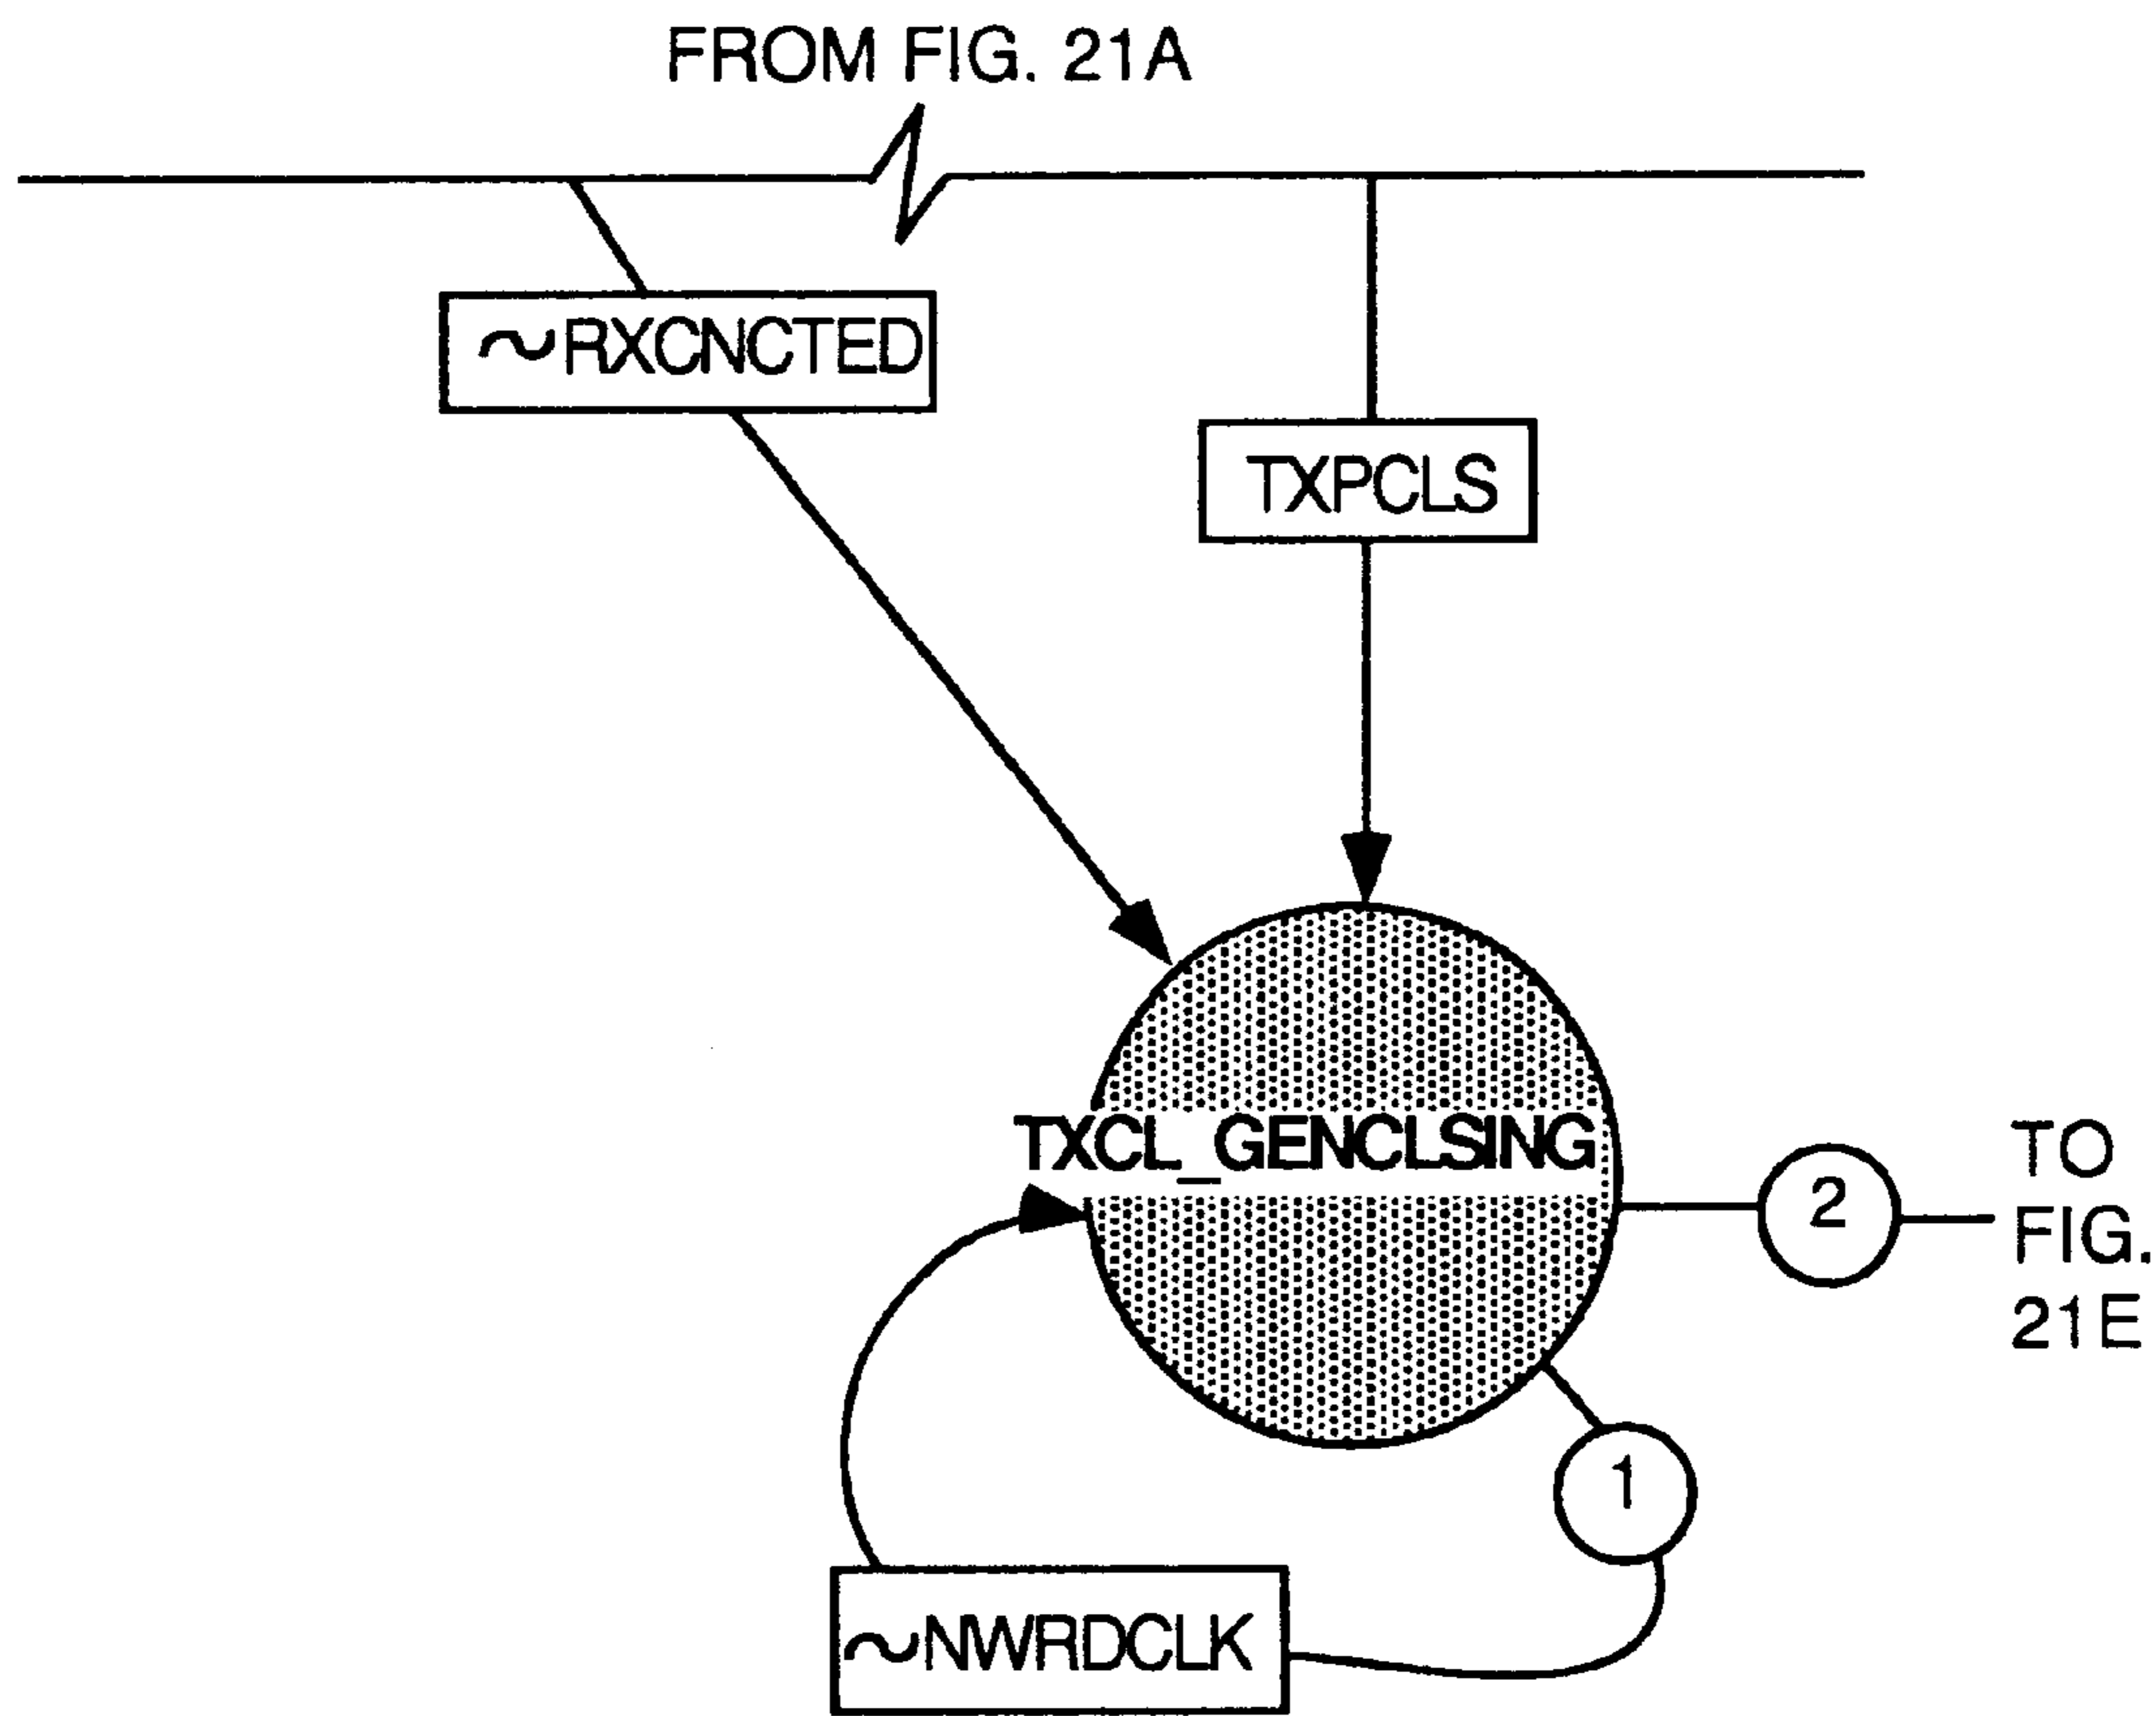 FROM FIG. 21A
~RXCNCTED
TXPCLS
TXCL_GENCLSING
2
TO
FIG.
21E
1
~NWRDCLK